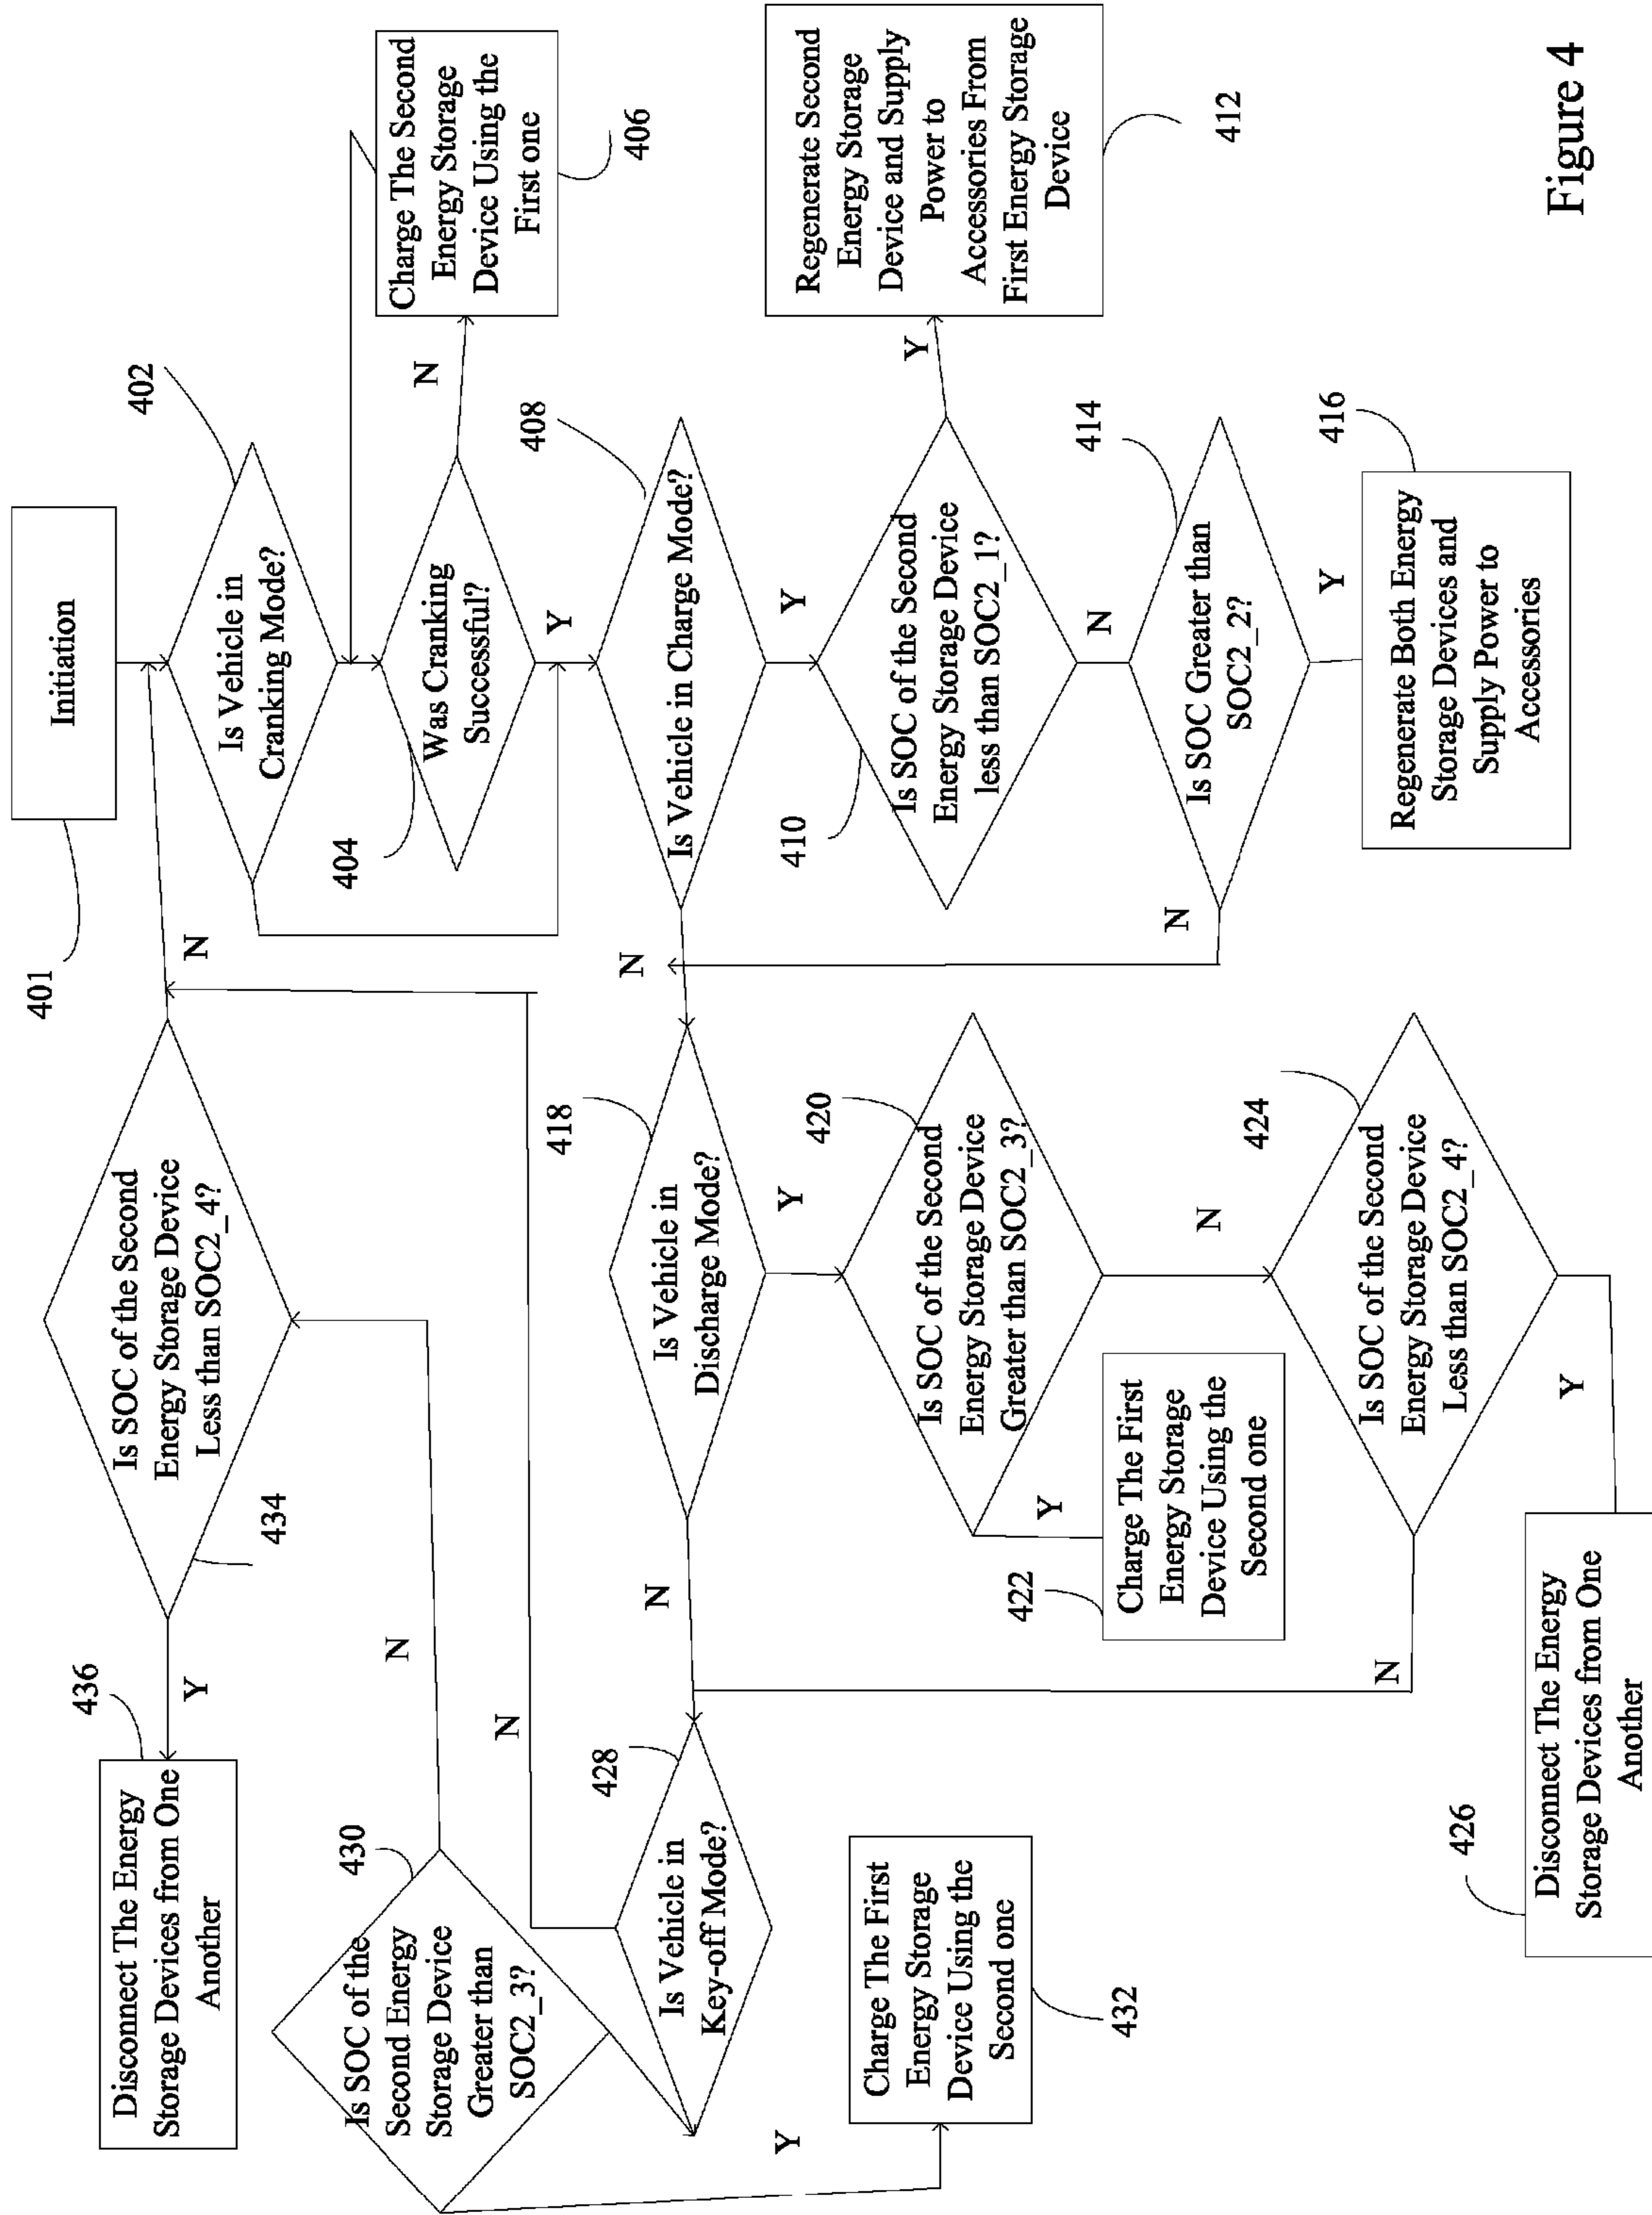 Initiation
401
Is Vehicle in
Cranking Mode?
402
Was Cranking
Successful?
404
N
Charge The Second
Energy Storage
Device Using the
First one
406
Y
Is Vehicle in Charge Mode?
408
Y
Is SOC of the Second
Energy Storage Device
less than SOC2_1?
410
Y
Regenerate Second
Energy Storage
Device and Supply
Power to
Accessories From
First Energy Storage
Device
412
N
Is SOC Greater than
SOC2_2?
414
Y
Regenerate Both Energy
Storage Devices and
Supply Power to
Accessories
416
N
N
Is Vehicle in
Discharge Mode?
418
Y
Is SOC of the Second
Energy Storage Device
Greater than SOC2_3?
420
Y
Charge The First
Energy Storage
Device Using the
Second one
422
N
Is SOC of the Second
Energy Storage Device
Less than SOC2_4?
424
Y
Disconnect The Energy
Storage Devices from One
Another
426
N
N
Is Vehicle in
Key-off Mode?
428
N
Is SOC of the
Second Energy
Storage Device
Greater than
SOC2_3?
430
Y
Charge The First
Energy Storage
Device Using the
Second one
432
N
Is SOC of the Second
Energy Storage Device
Less than SOC2_4?
434
N
Y
Disconnect The Energy
Storage Devices from One
Another
436
Figure 4